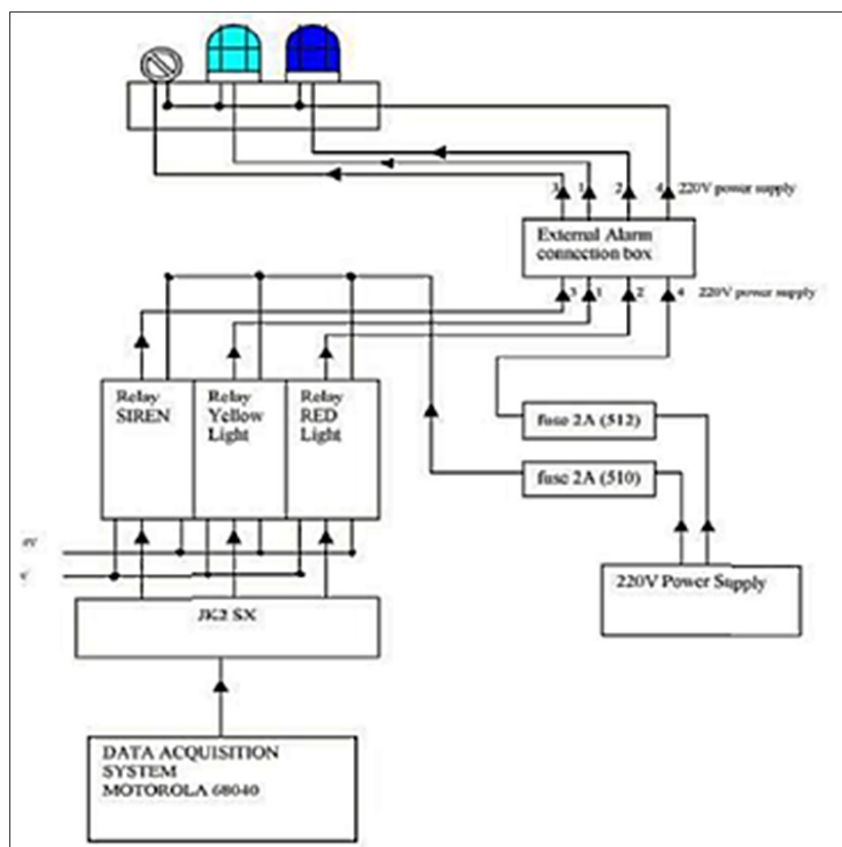 3 1 2 4 220V power supply
External Alarm
connection box
3 1 2 4 220V power supply
Relay
SIREN
Relay
Yellow
Light
Relay
RED
Light
fuse 2A (512)
fuse 2A (510)
220V Power Supply
JK2 SX
DATA ACQUISITION
SYSTEM
MOTOROLA 68040